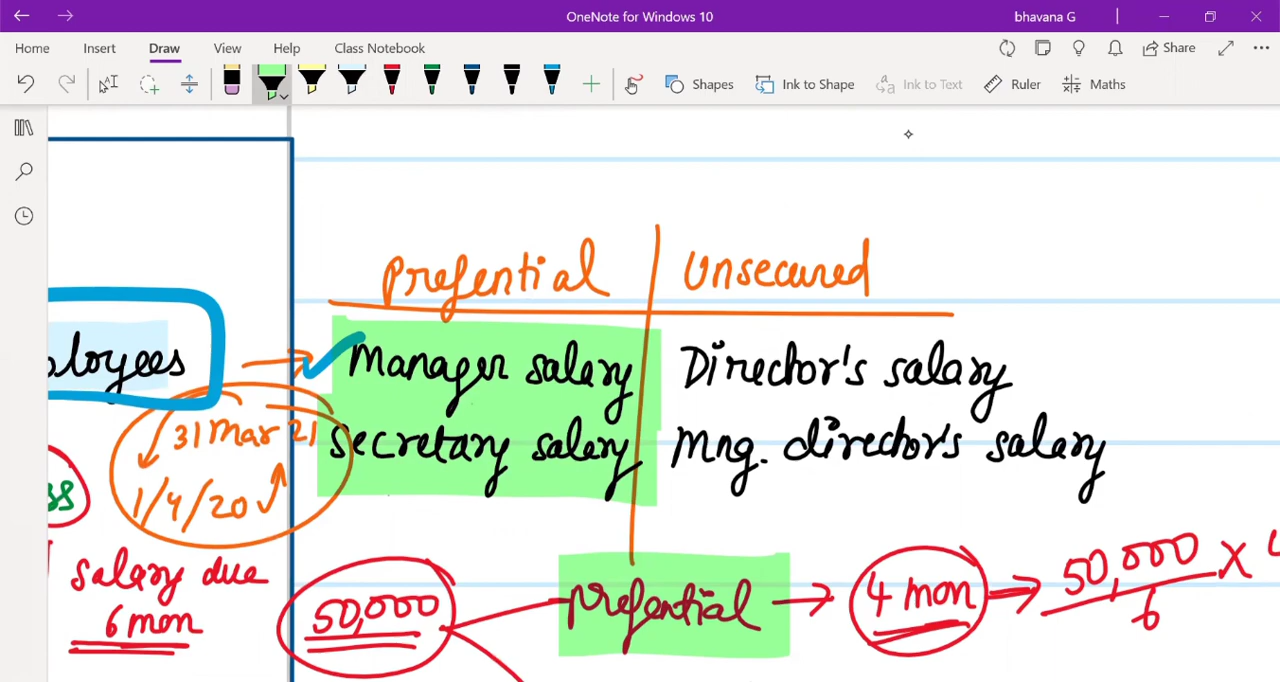 OneNote for Windows 10
bhavana G
Home Insert Draw View Help Class Notebook
Share
Shapes Ink to Shape Ink to Text Ruler Maths
Prefential Unsecured
ployees Manager salary Director's salary
31 Mar 21 Secretary salary Mng. director's salary
1/4/20
ss
salary due
6 mon
50,000 prefential → 4 mon → 50,000 X
6